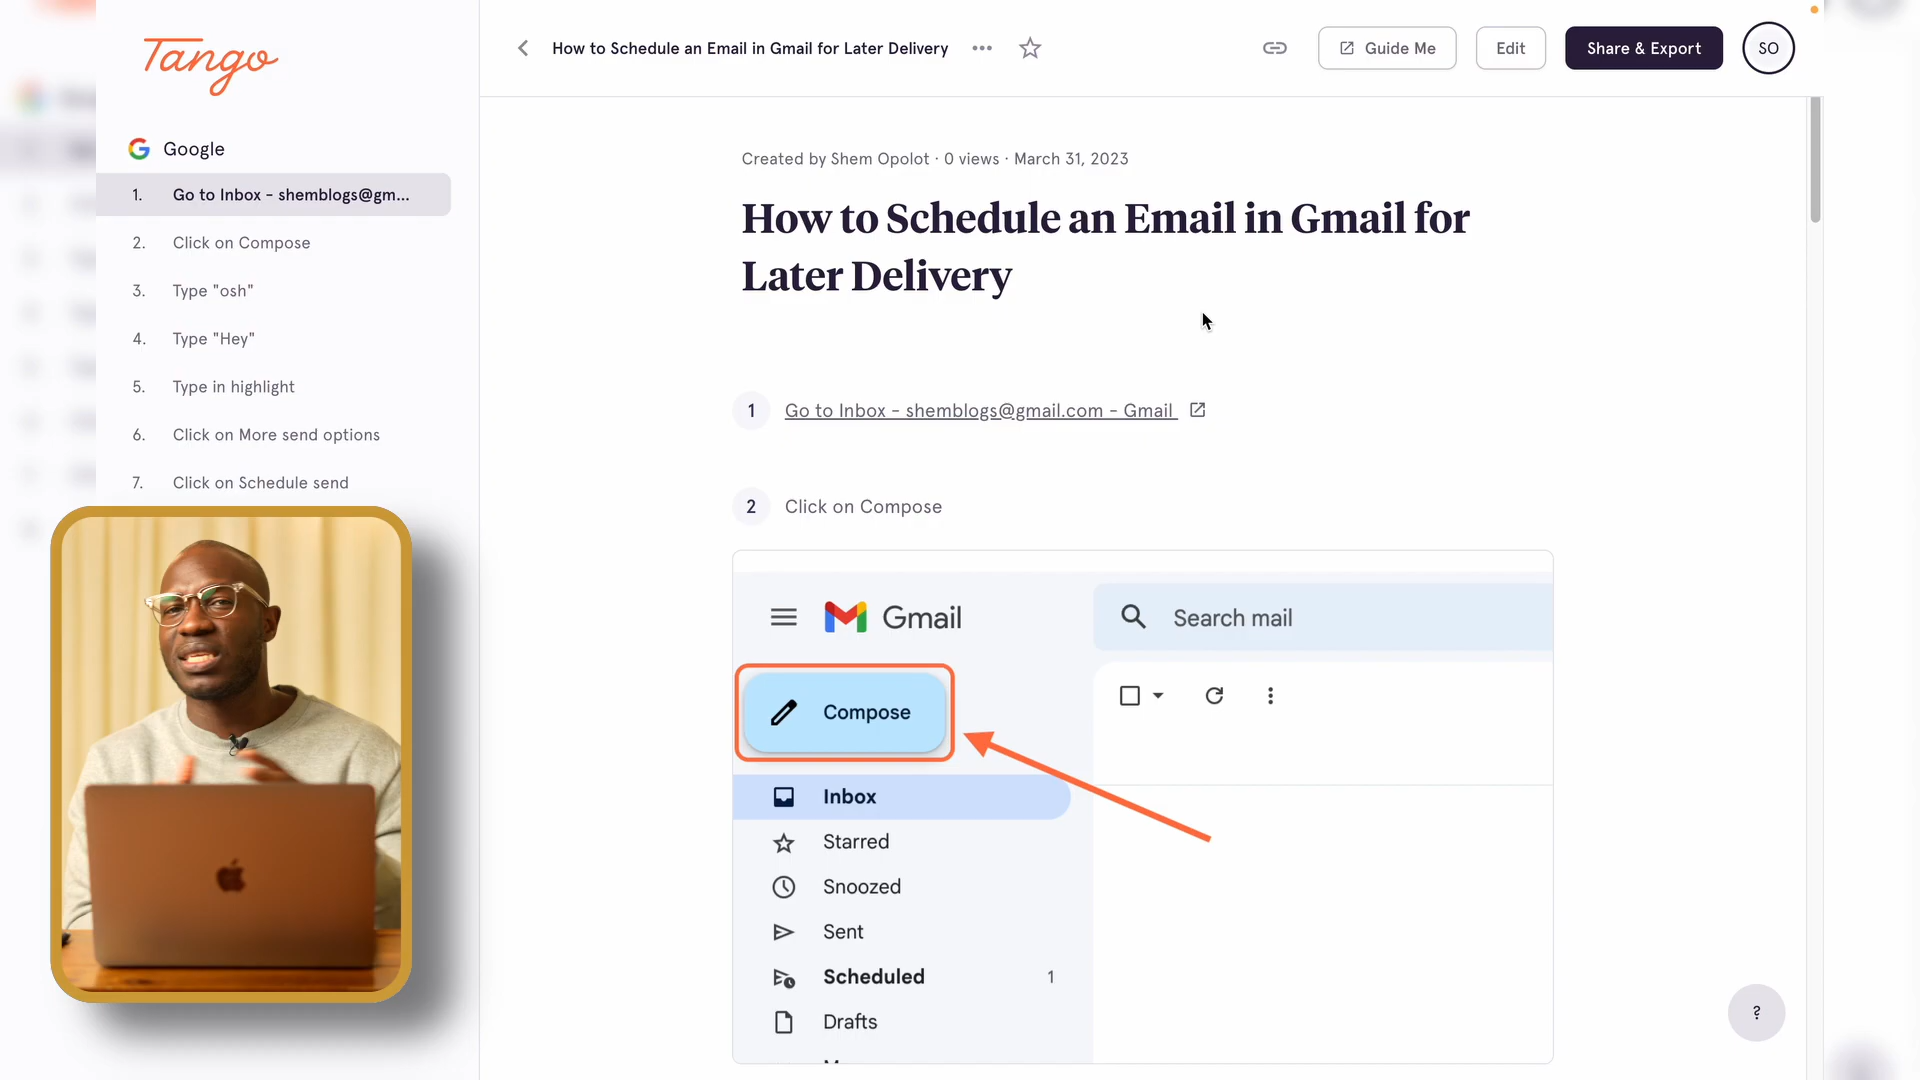 Tango
Google
1. Go to Inbox - shemblogs@gm...
2. Click on Compose
3. Type "osh"
4. Type "Hey"
5. Type in highlight
6. Click on More send options
7. Click on Schedule send
How to Schedule an Email in Gmail for Later Delivery
Guide Me
Edit
Share & Export
SO
Created by Shem Opolot · 0 views · March 31, 2023
How to Schedule an Email in Gmail for
Later Delivery
1 Go to Inbox - shemblogs@gmail.com - Gmail
2 Click on Compose
Gmail
Search mail
Compose
Inbox
Starred
Snoozed
Sent
Scheduled 1
Drafts
?